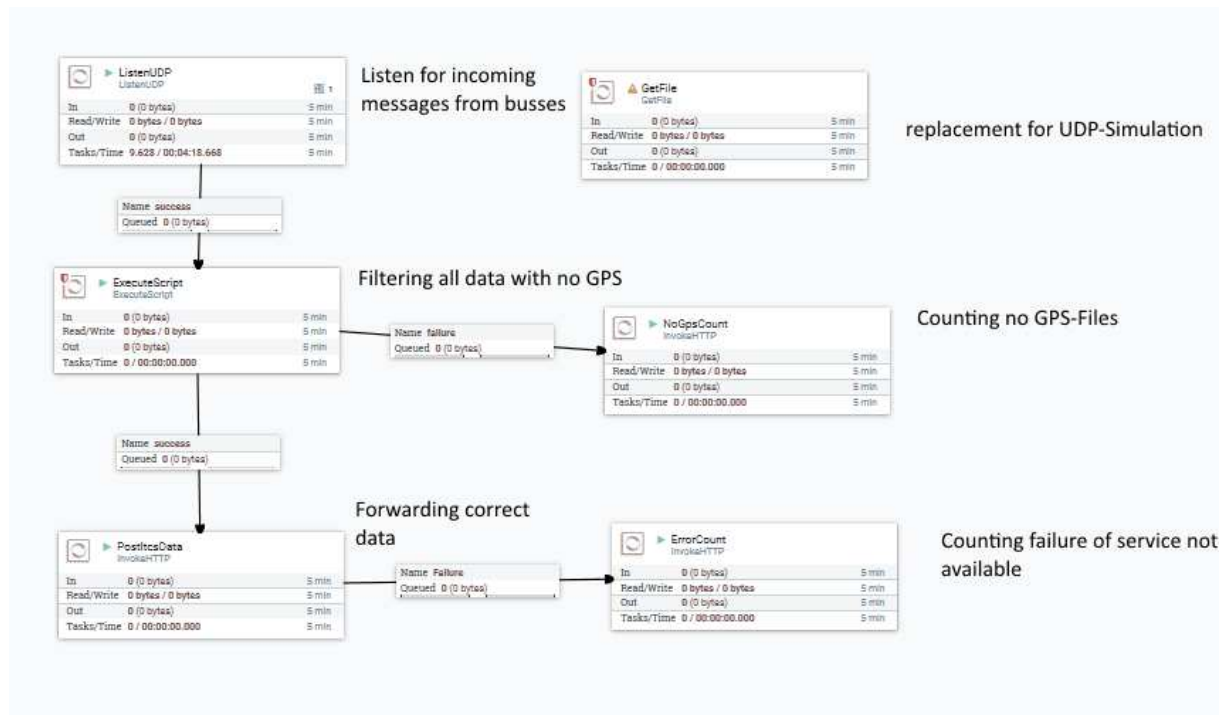 ListenUDP
ListenUDP
1
In 0 (0 bytes) 5 min
Read/Write 0 bytes / 0 bytes 5 min
Out 0 (0 bytes) 5 min
Tasks/Time 9.628 / 00:04:18.668 5 min
Listen for incoming
messages from busses
GetFile
GetFile
In 0 (0 bytes) 5 min
Read/Write 0 bytes / 0 bytes 5 min
Out 0 (0 bytes) 5 min
Tasks/Time 0 / 00:00:00.000 5 min
replacement for UDP-Simulation
Name success
Queued 0 (0 bytes)
ExecuteScript
ExecuteScript
In 0 (0 bytes) 5 min
Read/Write 0 bytes / 0 bytes 5 min
Out 0 (0 bytes) 5 min
Tasks/Time 0 / 00:00:00.000 5 min
Filtering all data with no GPS
Name failure
Queued 0 (0 bytes)
NoGpsCount
InvokeHTTP
In 0 (0 bytes) 5 min
Read/Write 0 bytes / 0 bytes 5 min
Out 0 (0 bytes) 5 min
Tasks/Time 0 / 00:00:00.000 5 min
Counting no GPS-Files
Name success
Queued 0 (0 bytes)
PostItcsData
InvokeHTTP
In 0 (0 bytes) 5 min
Read/Write 0 bytes / 0 bytes 5 min
Out 0 (0 bytes) 5 min
Tasks/Time 0 / 00:00:00.000 5 min
Forwarding correct
data
Name Failure
Queued 0 (0 bytes)
ErrorCount
InvokeHTTP
In 0 (0 bytes) 5 min
Read/Write 0 bytes / 0 bytes 5 min
Out 0 (0 bytes) 5 min
Tasks/Time 0 / 00:00:00.000 5 min
Counting failure of service not
available